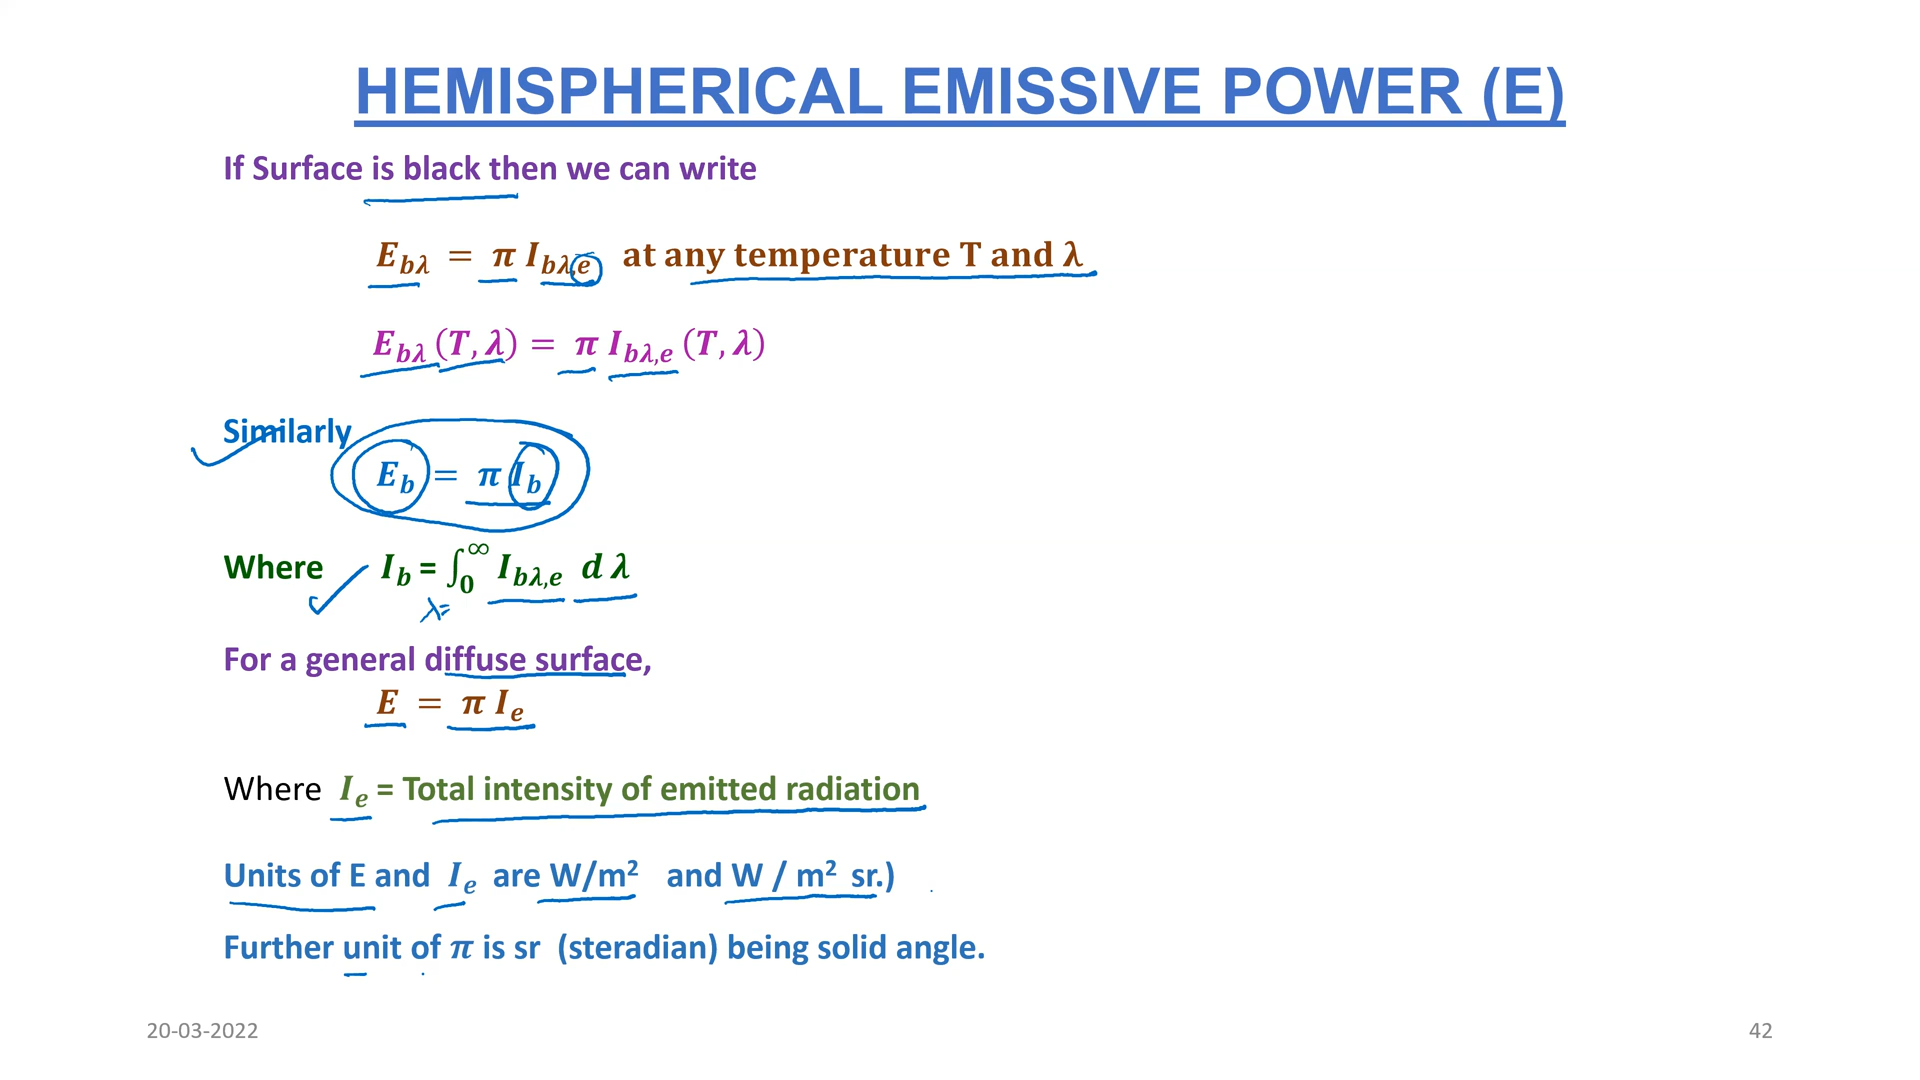 HEMISPHERICAL EMISSIVE POWER (E)
If Surface is black then we can write
E_bλ = π I_bλ,e at any temperature T and λ
E_bλ (T, λ) = π I_bλ,e (T, λ)
Similarly
E_b = π I_b
Where I_b = ∫_0^∞ I_bλ,e d λ
λ=
For a general diffuse surface,
E = π I_e
Where I_e = Total intensity of emitted radiation
Units of E and I_e are W/m² and W / m² sr.)
Further unit of π is sr (steradian) being solid angle.
20-03-2022
42